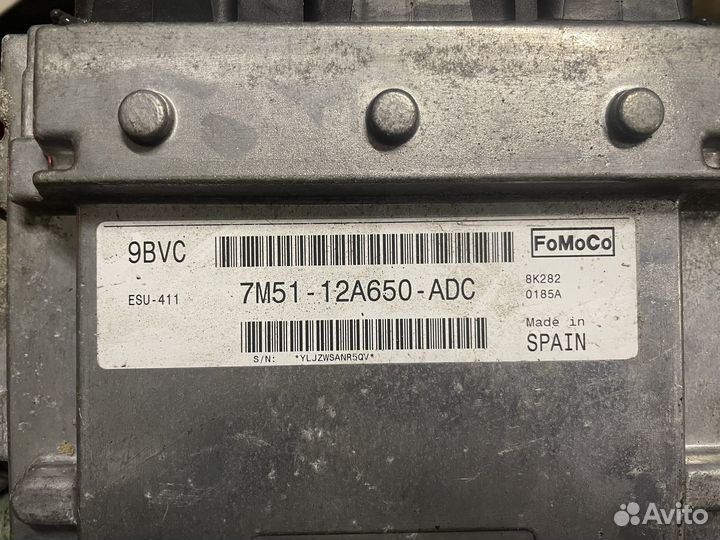 9BVC
FoMoCo
ESU-411
7M51-12A650-ADC
8K282
0185A
Made in
SPAIN
S/N: *YLJZWSANR5QV*
Avito